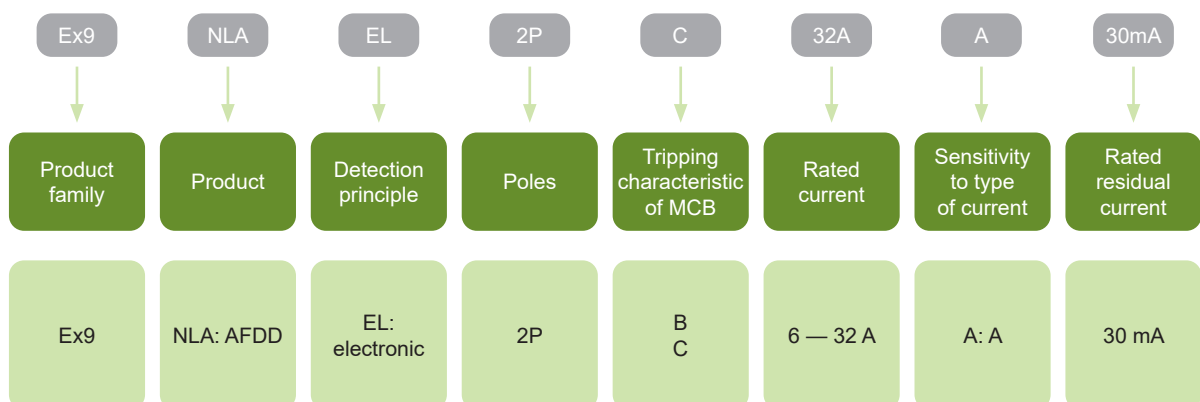 Ex9
NLA
EL
2P
C
32A
A
30mA
Product
family
Product
Detection
principle
Poles
Tripping
characteristic
of MCB
Rated
current
Sensitivity
to type
of current
Rated
residual
current
Ex9
NLA: AFDD
EL:
electronic
2P
B
C
6 — 32 A
A: A
30 mA